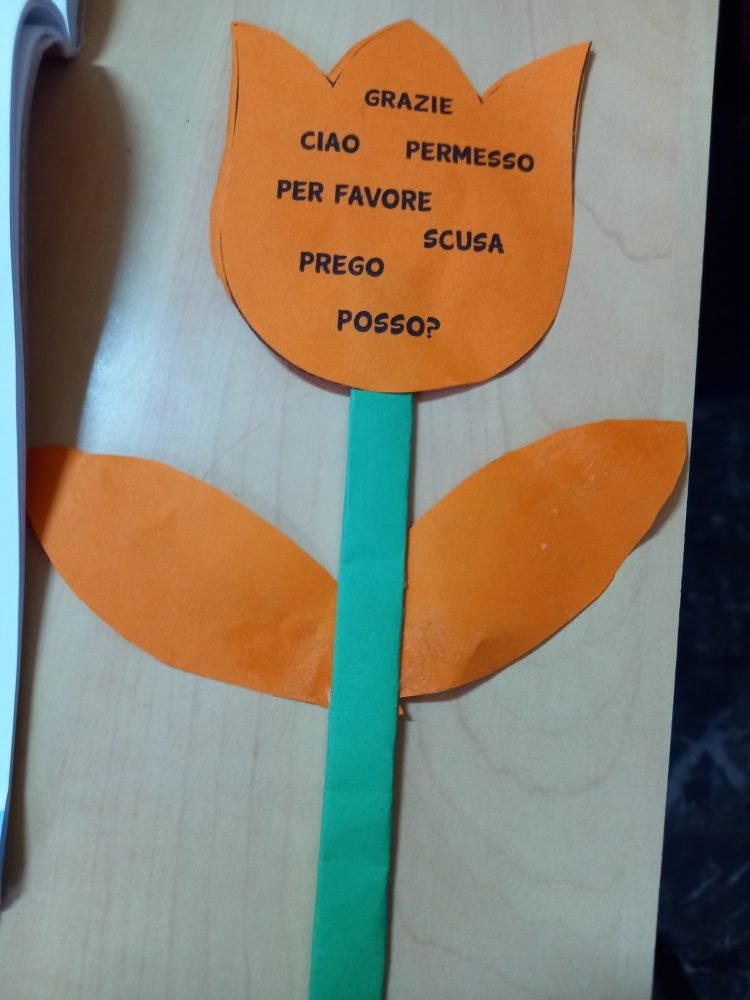 GRAZIE
CIAO PERMESSO
PER FAVORE
SCUSA
PREGO
POSSO?